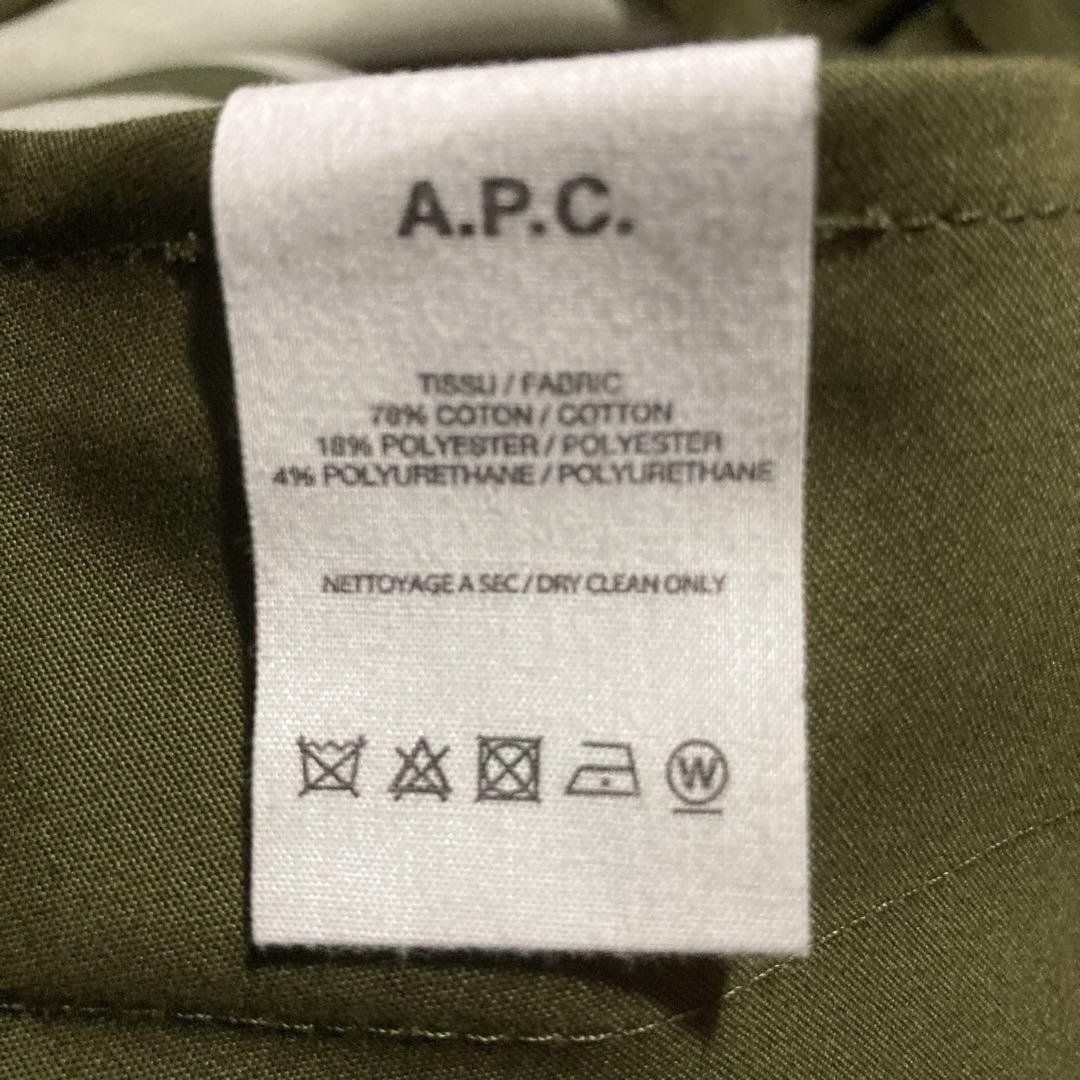 A.P.C.
TISSU / FABRIC
78% COTON / COTTON
18% POLYESTER / POLYESTER
4% POLYURETHANE / POLYURETHANE
NETTOYAGE A SEC / DRY CLEAN ONLY
W